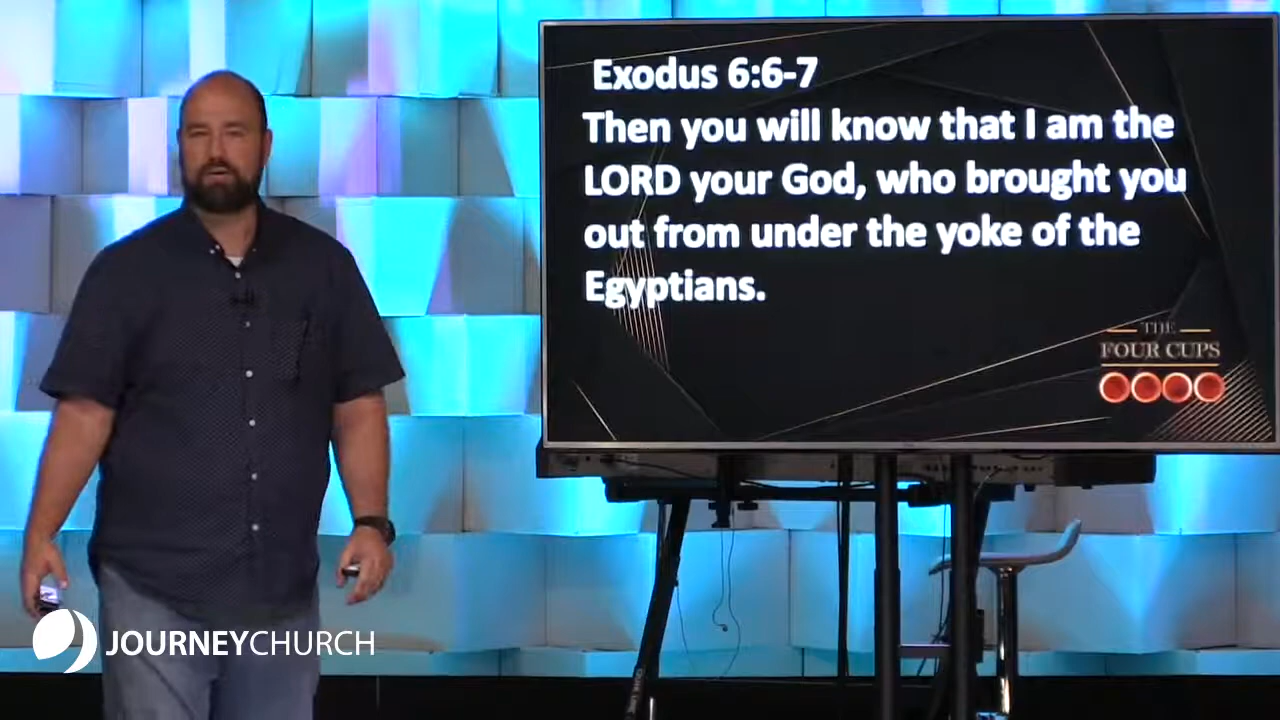 Exodus 6:6-7
Then you will know that I am the
LORD your God, who brought you
out from under the yoke of the
Egyptians.
THE
FOUR CUPS
JOURNEYCHURCH